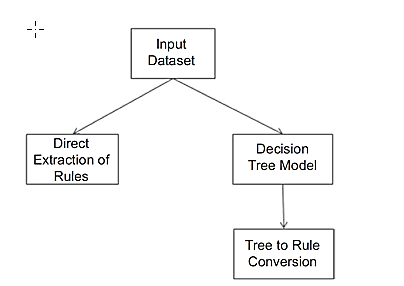 Input
Dataset
Direct
Extraction of
Rules
Decision
Tree Model
Tree to Rule
Conversion